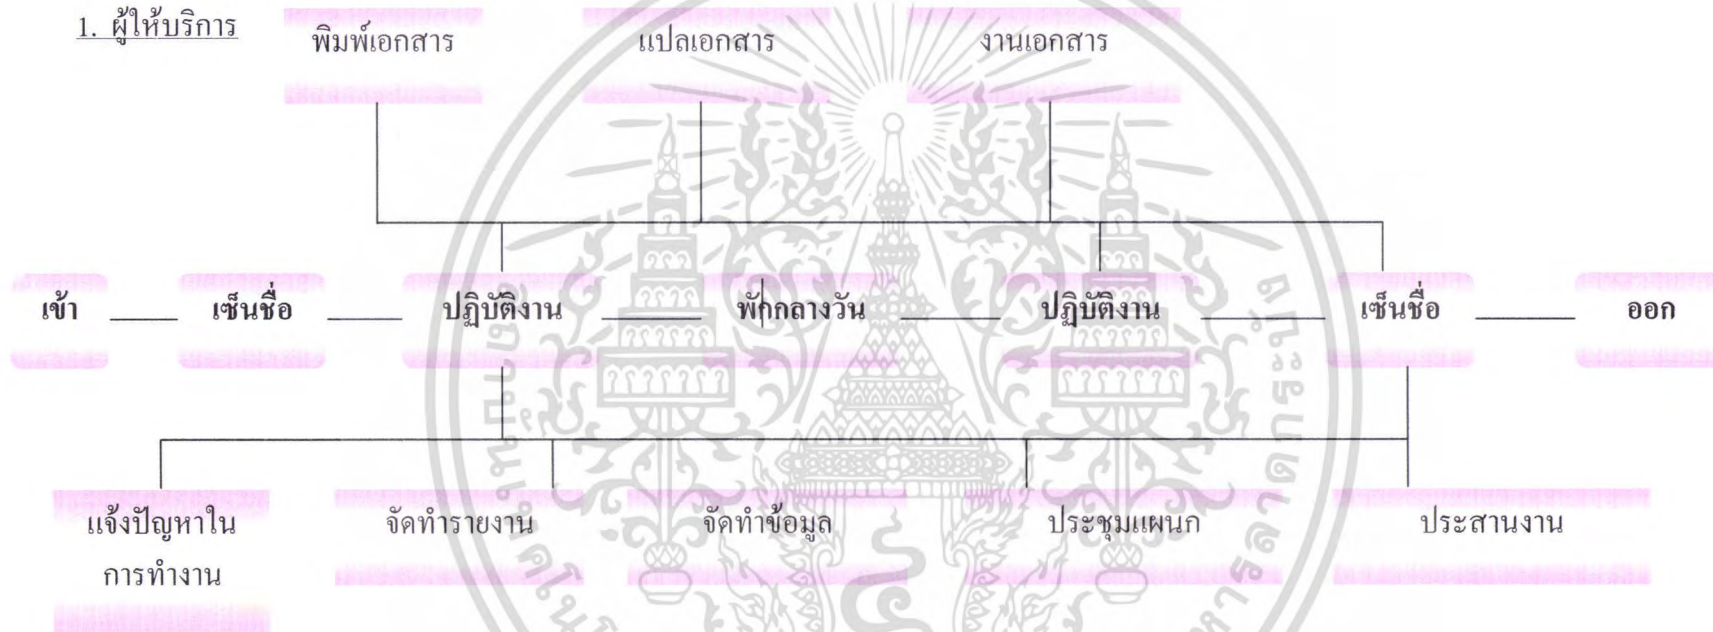 1. ผู้ให้บริการ
พิมพ์เอกสาร แปลเอกสาร งานเอกสาร
เข้า เซ็นชื่อ ปฏิบัติงาน พักกลางวัน ปฏิบัติงาน เซ็นชื่อ ออก
แจ้งปัญหาใน จัดทำรายงาน จัดทำข้อมูล ประชุมแผนก ประสานงาน
การทำงาน